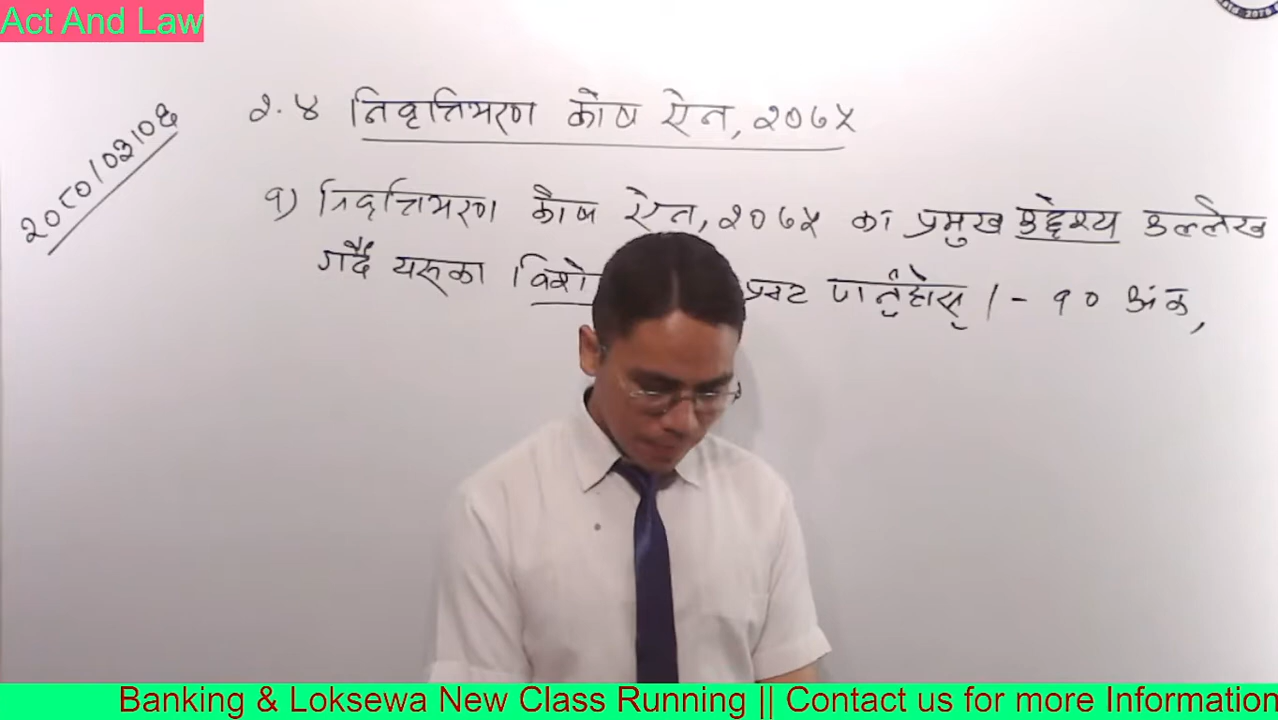 Act And Law
२०८०/०३/०६
२.४ निवृत्तिभरण कोष ऐन, २०७५
१) निवृत्तिभरण कोष ऐन, २०७५ का प्रमुख उद्देश्य उल्लेख
गर्दै यसका विशे प्रस्ट पार्नुहोस् । - १० अंक,
Banking & Loksewa New Class Running || Contact us for more Information